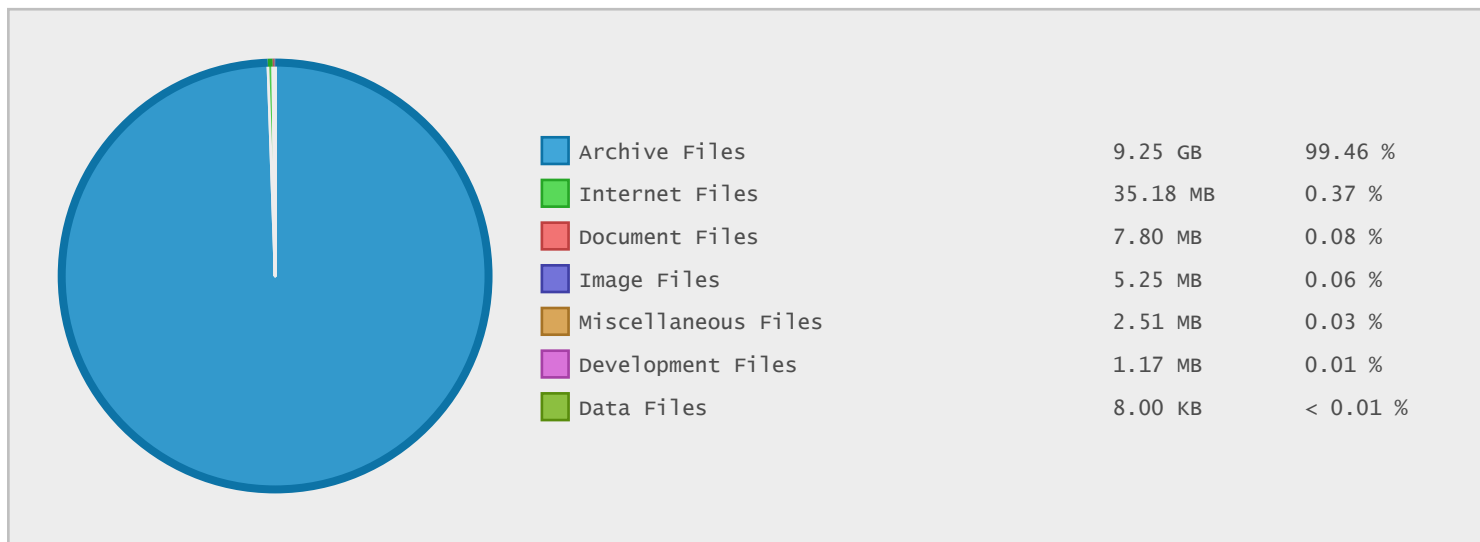 Archive Files 9.25 GB 99.46 %
Internet Files 35.18 MB 0.37 %
Document Files 7.80 MB 0.08 %
Image Files 5.25 MB 0.06 %
Miscellaneous Files 2.51 MB 0.03 %
Development Files 1.17 MB 0.01 %
Data Files 8.00 KB < 0.01 %